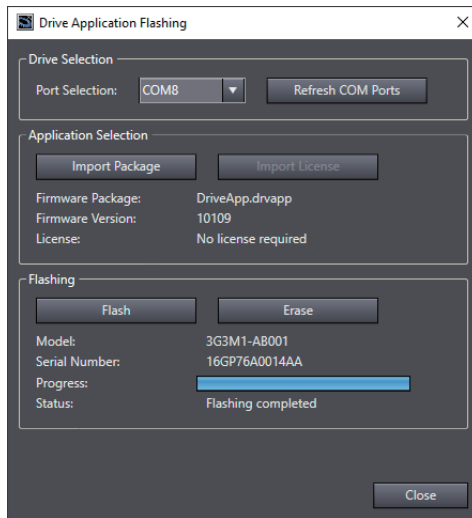 Drive Application Flashing
Drive Selection
Port Selection: COM8 Refresh COM Ports
Application Selection
Import Package Import License
Firmware Package: DriveApp.drvapp
Firmware Version: 10109
License: No license required
Flashing
Flash Erase
Model: 3G3M1-AB001
Serial Number: 16GP76A0014AA
Progress:
Status: Flashing completed
Close